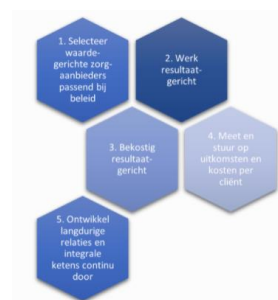 1. Selecteer
waarde-
gerichte zorg-
aanbieders
passend bij
beleid
2. Werk
resultaat-
gericht
3. Bekostig
resultaat-
gericht
4. Meet en
stuur op
uitkomsten en
kosten per
cliënt
5. Ontwikkel
langdurige
relaties en
integrale
ketens continu
door